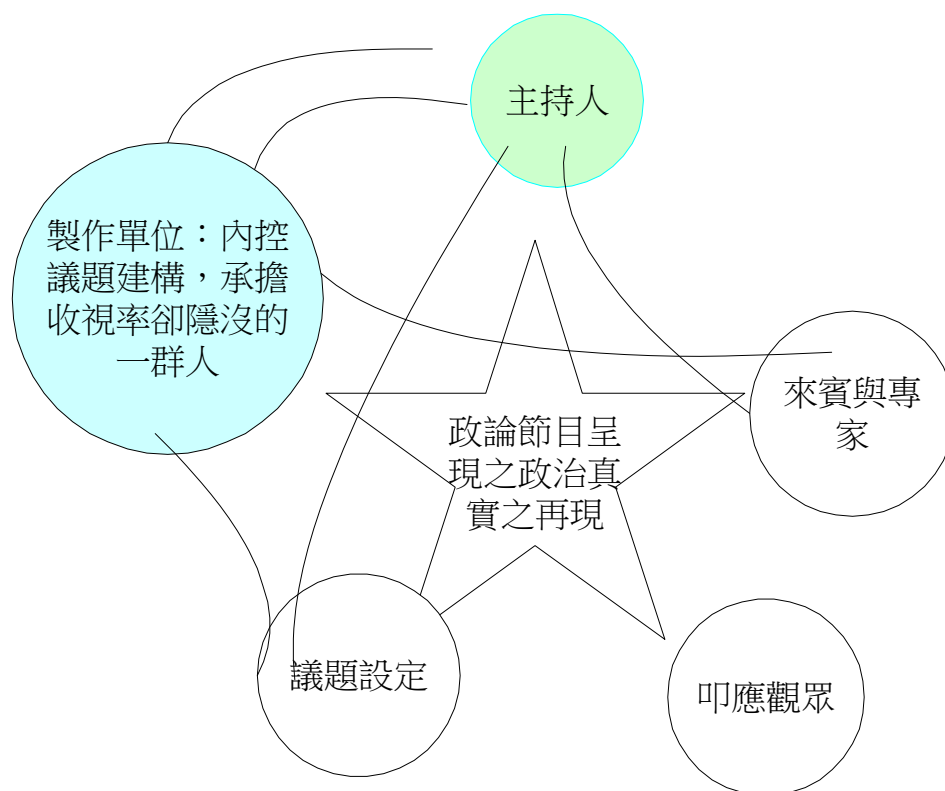 主持人
製作單位：內控
議題建構，承擔
收視率卻隱沒的
一群人
來賓與專
家
政論節目呈
現之政治真
實之再現
議題設定
叩應觀眾